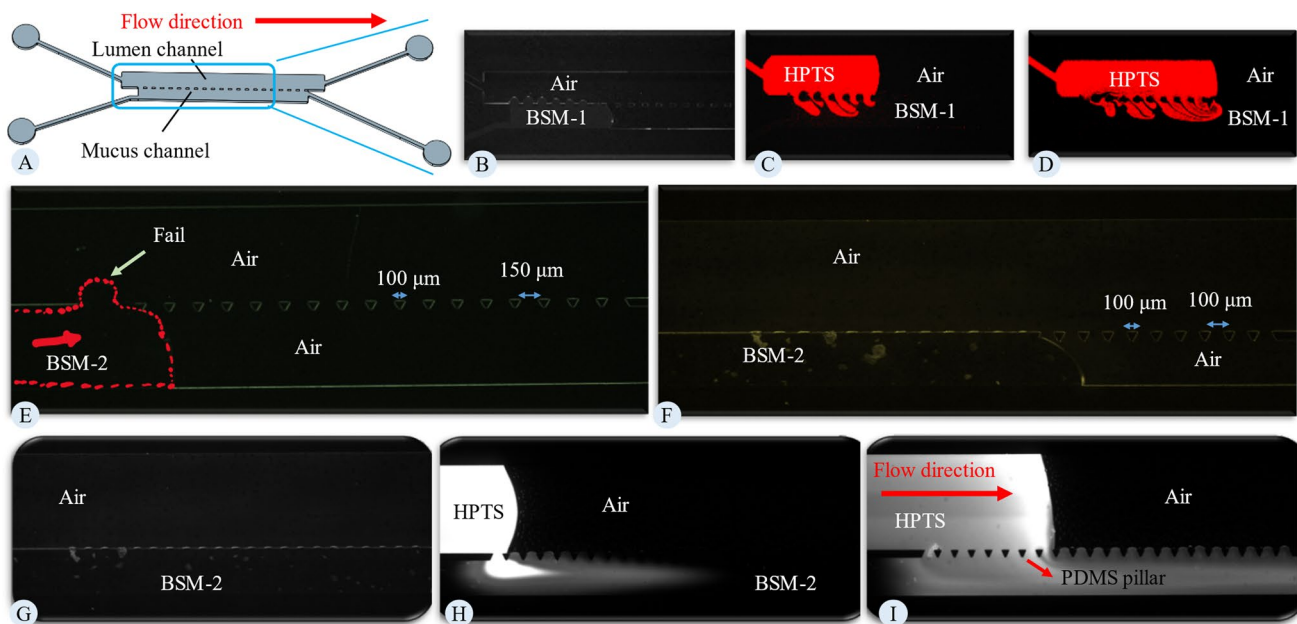 Flow direction
Lumen channel
Mucus channel
A
Air
BSM-1
B
HPTS
Air
BSM-1
C
HPTS
Air
BSM-1
D
Fail
Air
100 μm
150 μm
BSM-2
Air
E
Air
100 μm
100 μm
BSM-2
Air
F
Air
BSM-2
G
HPTS
Air
BSM-2
H
Flow direction
HPTS
Air
PDMS pillar
I